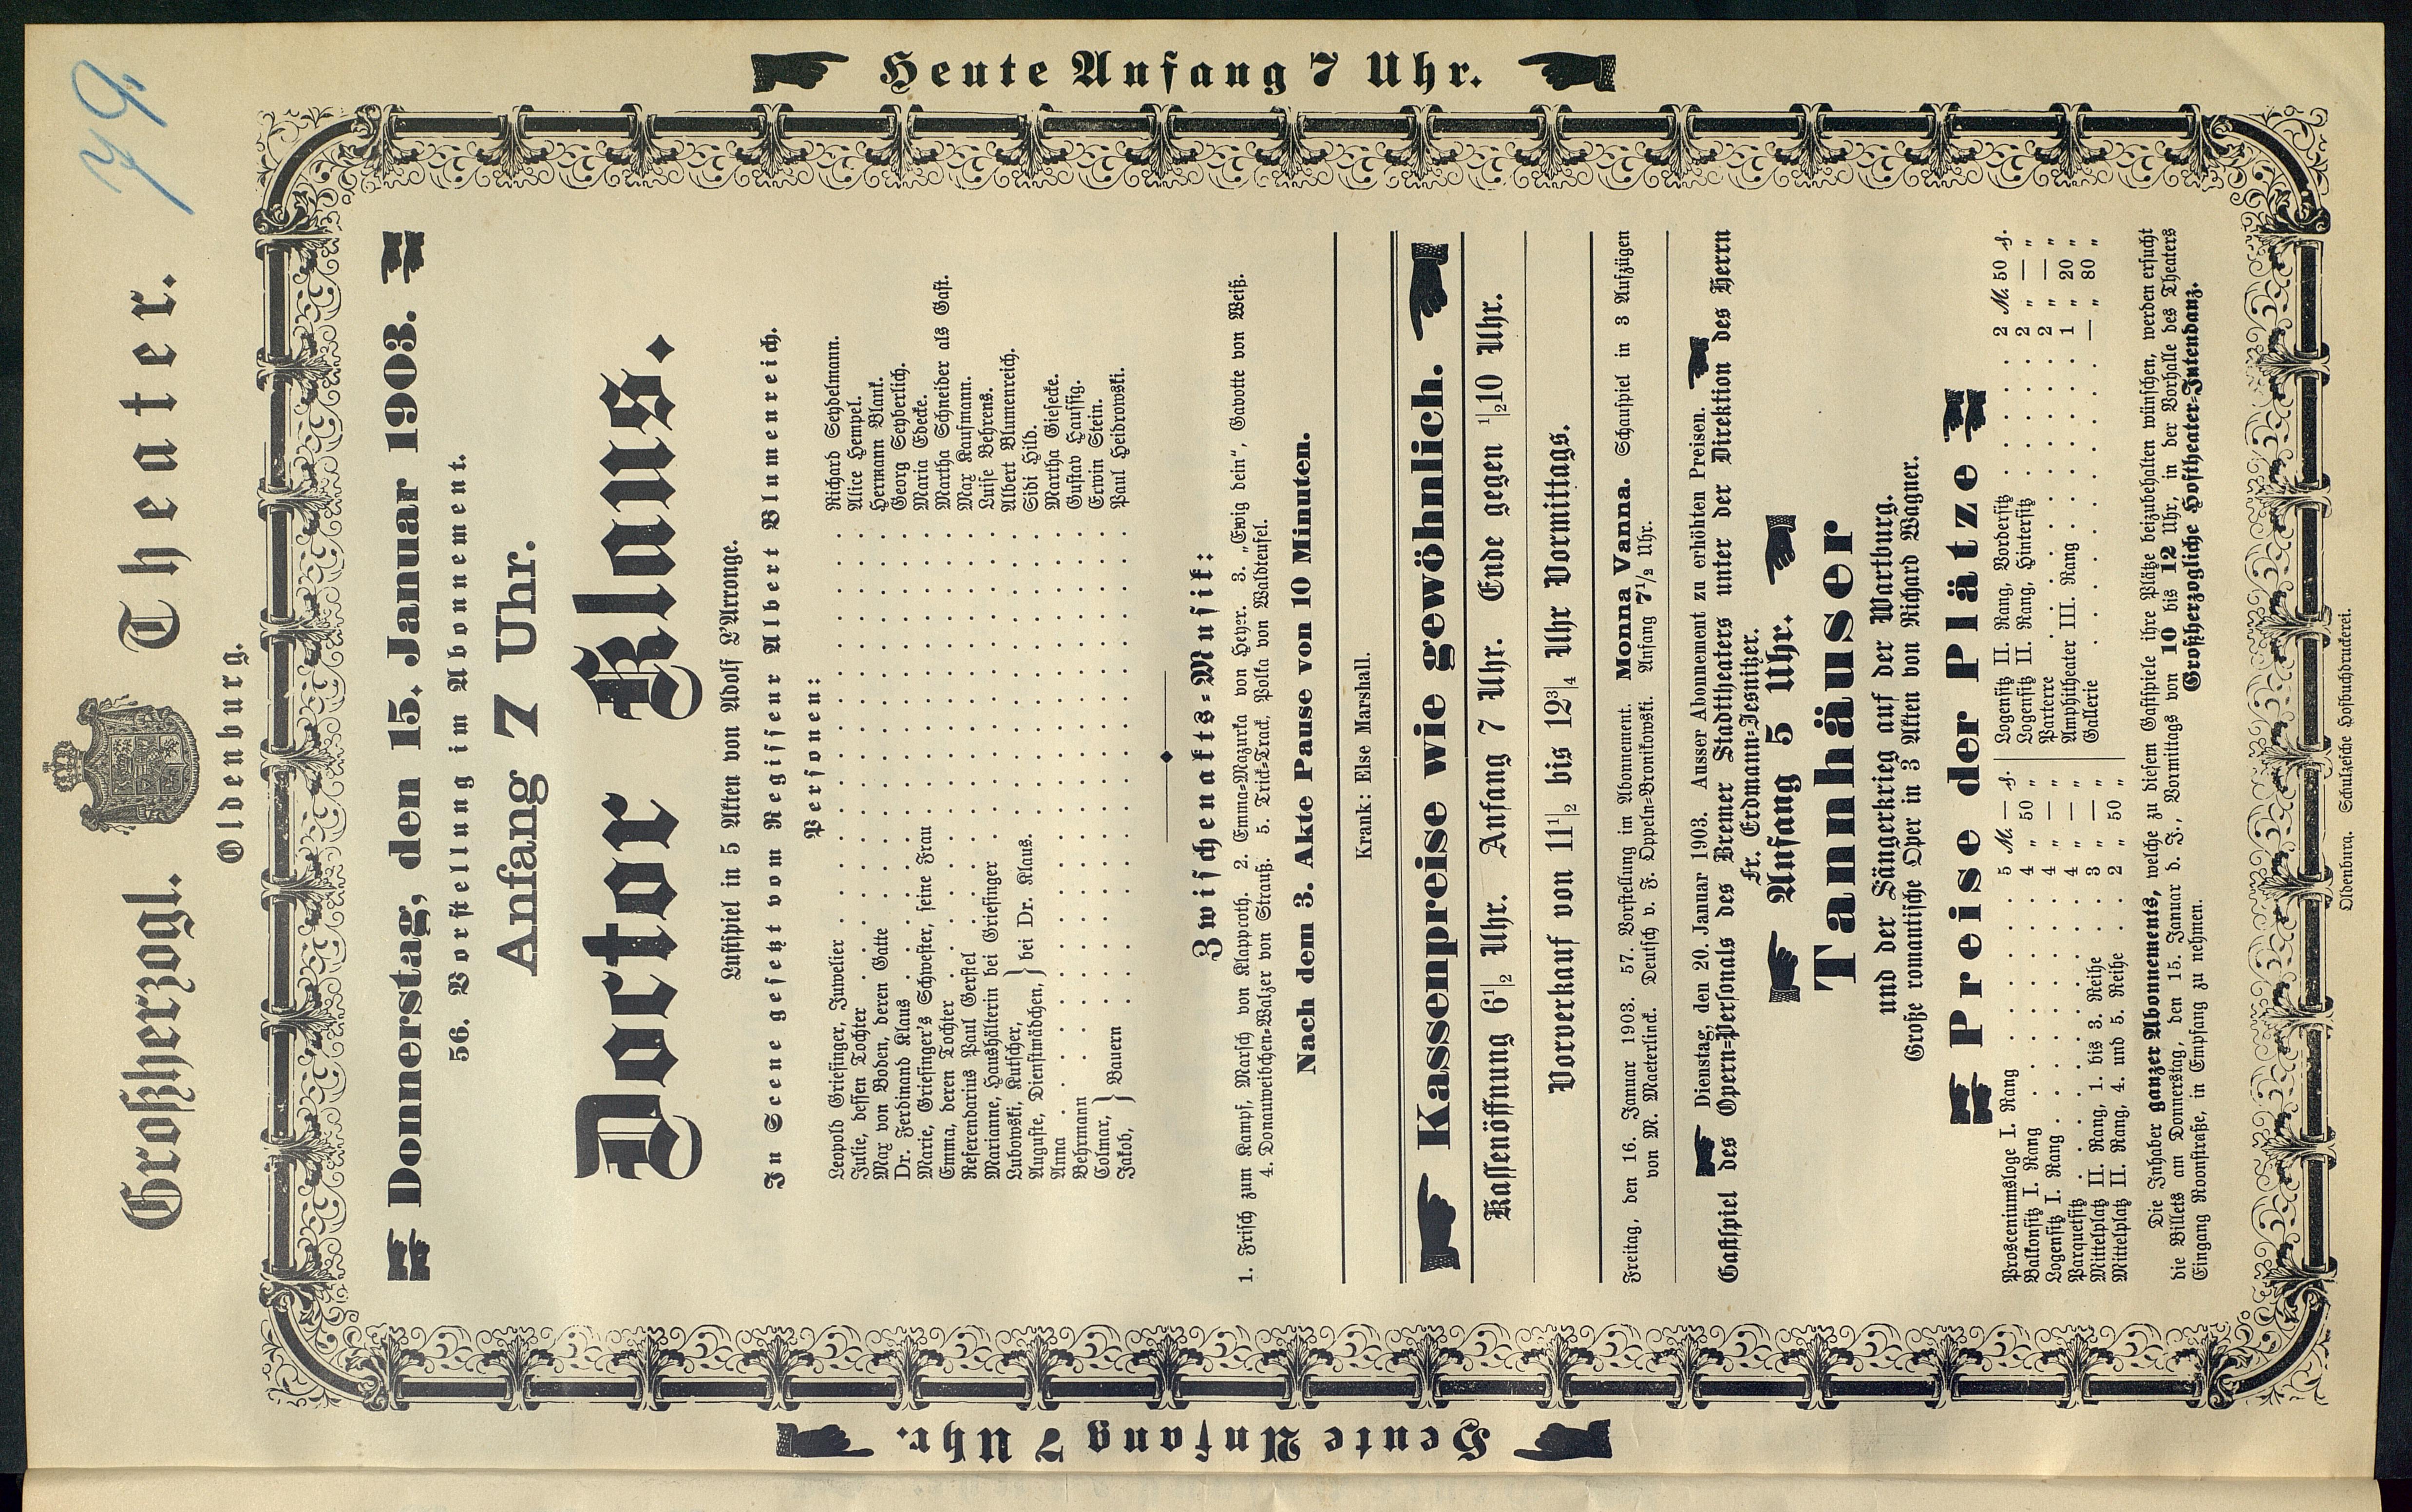 79
Großherzogl. Theater.
Oldenburg.
Heute Anfang 7 Uhr.
Heute Anfang 7 Uhr.
Donnerstag, den 15. Januar 1903.
56. Vorstellung im Abonnement.
Anfang 7 Uhr.
Doctor Klaus.
Lustspiel in 5 Akten von Adolf L'Arronge.
In Scene gesetzt vom Regisseur Albert Blumenreich.
Personen:
Leopold Griesinger, Juwelier . . . . Richard Seydelmann.
Julie, dessen Tochter . . . . Alice Hempel.
Max von Boden, deren Gatte . . . . Hermann Blank.
Dr. Ferdinand Klaus . . . . Georg Seyberlich.
Marie, Griesinger's Schwester, seine Frau . . . . Maria Edecke.
Emma, deren Tochter . . . . Martha Schneider als Gast.
Referendarius Paul Gerstel . . . . Max Kaufmann.
Marianne, Haushälterin bei Griesinger . . . . Luise Behrens.
Lubowski, Kutscher, } bei Dr. Klaus. . . . . Albert Blumenreich.
Auguste, Dienstmädchen, . . . . Sidi Hild.
Anna . . . . Martha Giesecke.
Behrmann . . . . Gustav Hauffig.
Colmar, } Bauern . . . . Erwin Stein.
Jakob, . . . . Paul Heidrowski.
Zwischenakts-Musik:
1. Frisch zum Kampf, Marsch von Klapproth. 2. Emma-Mazurka von Heyer. 3. „Ewig dein“, Gavotte von Weiß.
4. Donauweibchen-Walzer von Strauß. 5. Trick-Track, Polka von Waldteufel.
Nach dem 3. Akte Pause von 10 Minuten.
Krank: Else Marshall.
Kassenpreise wie gewöhnlich.
Kassenöffnung 6½ Uhr. Anfang 7 Uhr. Ende gegen ½10 Uhr.
Vorverkauf von 11½ bis 12¾ Uhr Vormittags.
Freitag, den 16. Januar 1903. 57. Vorstellung im Abonnement. Monna Vanna. Schauspiel in 3 Aufzügen
von M. Maeterlinck. Deutsch v. F. Oppeln-Bronikowski. Anfang 7½ Uhr.
Dienstag, den 20. Januar 1903. Ausser Abonnement zu erhöhten Preisen.
Gastspiel des Opern-Personals des Bremer Stadttheaters unter der Direktion des Herrn
Fr. Erdmann-Jesnitzer.
Anfang 5 Uhr.
Tannhäuser
und der Sängerkrieg auf der Wartburg.
Große romantische Oper in 3 Akten von Richard Wagner.
Preise der Plätze
Prosceniumsloge I. Rang . . . . 5 M. — ₰.
Balkonsitz I. Rang . . . . 4 „ 50 „
Logensitz I. Rang . . . . 4 „ — „
Parquetsitz . . . . 4 „ — „
Mittelplatz II. Rang, 1. bis 3. Reihe . . 3 „ — „
Mittelplatz II. Rang, 4. und 5. Reihe . . 2 „ 50 „
Logensitz II. Rang, Vordersitz . . . . 2 M. 50 ₰.
Logensitz II. Rang, Hintersitz . . . . 2 „ — „
Parterre . . . . 2 „ — „
Amphitheater III. Rang . . . . 1 „ 20 „
Gallerie . . . . — „ 80 „
Die Inhaber ganzer Abonnements, welche zu diesem Gastspiele ihre Plätze beizubehalten wünschen, werden ersucht
die Billets am Donnerstag, den 15. Januar d. J., Vormittags von 10 bis 12 Uhr, in der Vorhalle des Theaters
Eingang Roonstraße, in Empfang zu nehmen.
Großherzogliche Hoftheater-Intendanz.
Oldenburg. Schulzesche Hofbuchdruckerei.